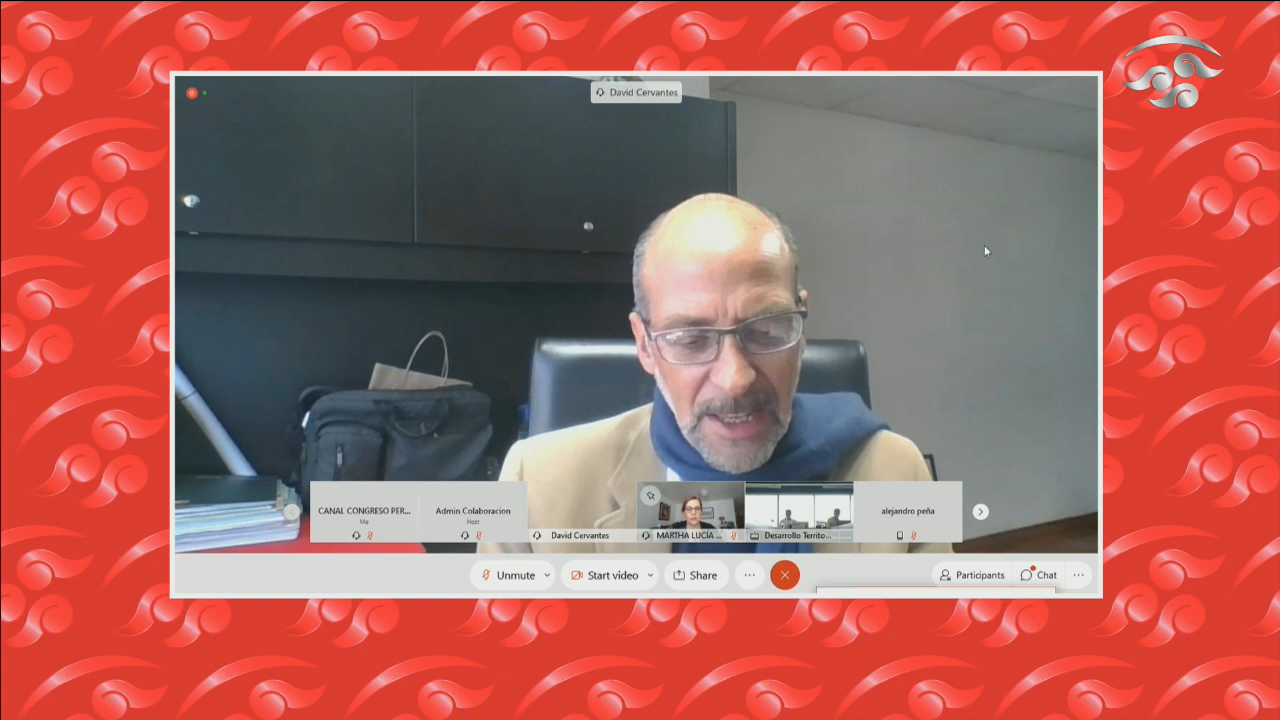 David Cervantes
CANAL CONGRESO PER...
Me
Admin Colaboracion
Host
David Cervantes
MARTHA LUCÍA ...
Desarrollo Territo...
alejandro peña
Unmute
Start video
Share
Participants
Chat